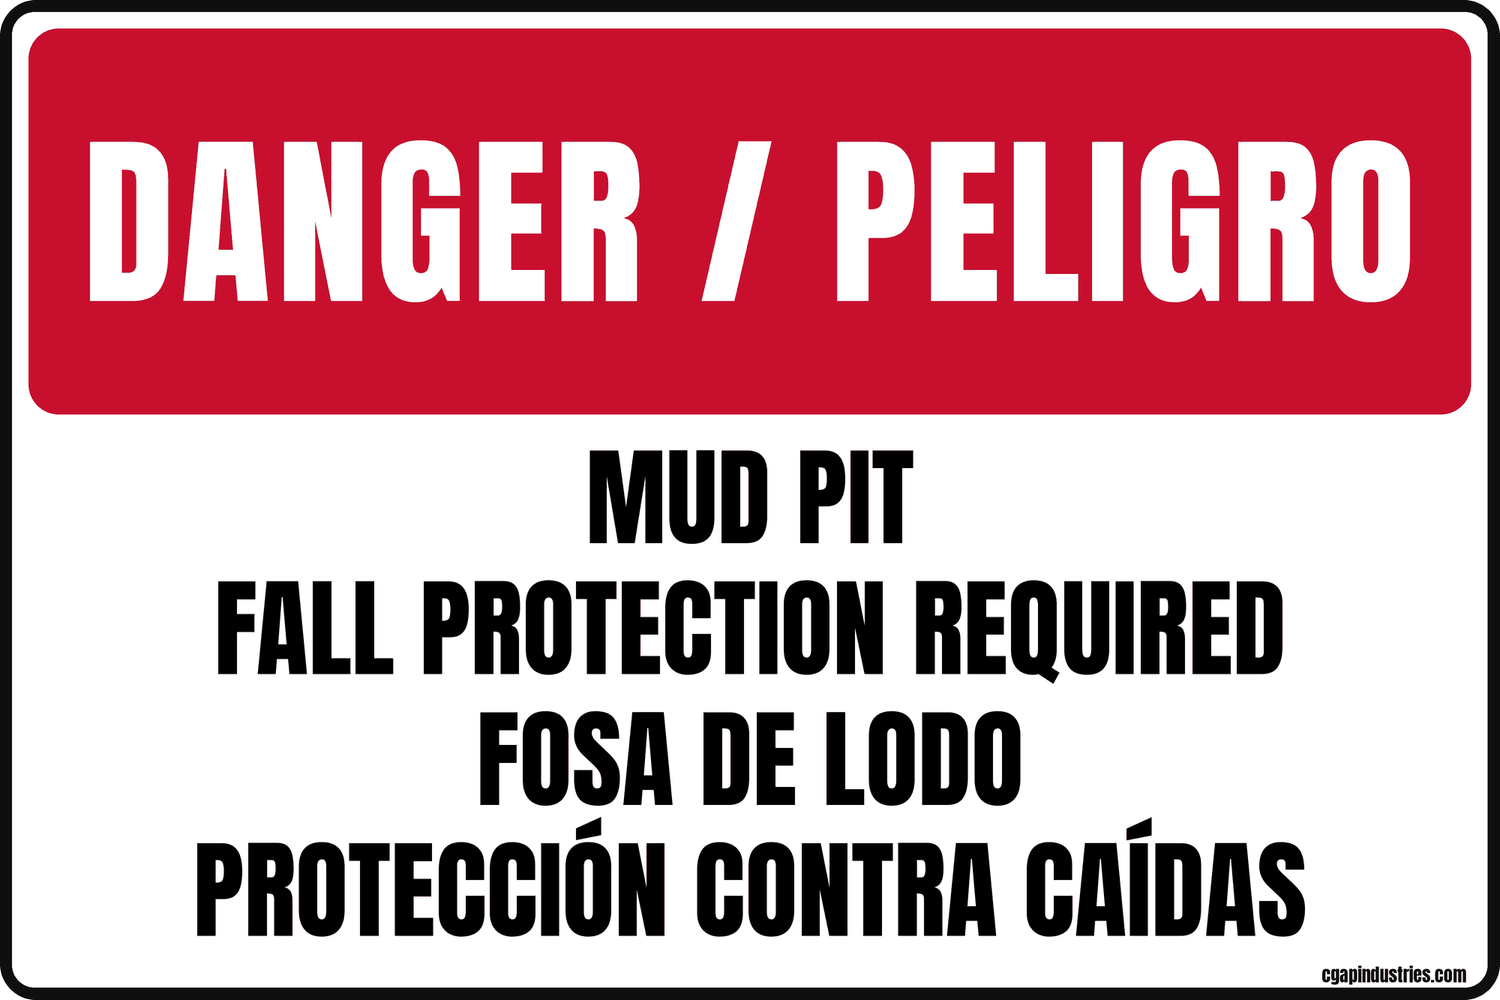 DANGER / PELIGRO
MUD PIT
FALL PROTECTION REQUIRED
FOSA DE LODO
PROTECCIÓN CONTRA CAÍDAS
cgapindustries.com